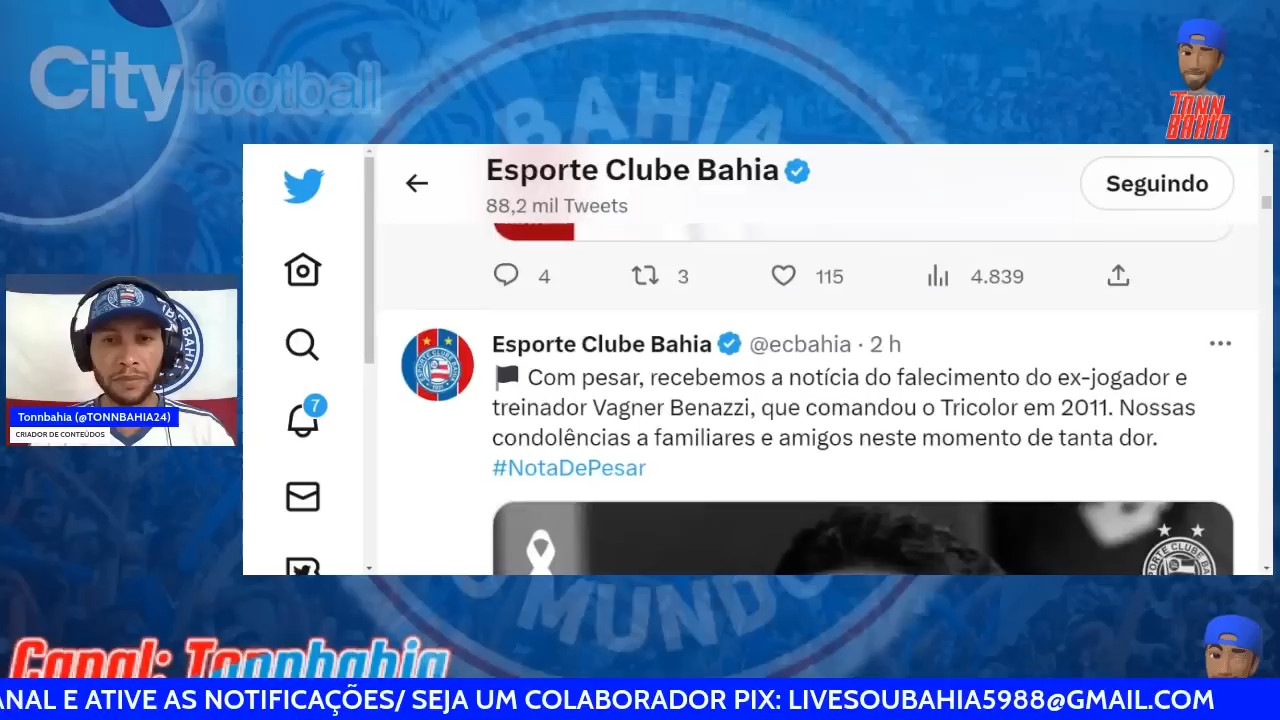 City football
TONN
BAHIA
BAHIA
Esporte Clube Bahia
88,2 mil Tweets
Seguindo
4
3
115
4.839
Esporte Clube Bahia @ecbahia · 2 h
7
Com pesar, recebemos a notícia do falecimento do ex-jogador e
treinador Vagner Benazzi, que comandou o Tricolor em 2011. Nossas
condolências a familiares e amigos neste momento de tanta dor.
#NotaDePesar
Tonnbahia (@TONNBAHIA24)
CRIADOR DE CONTEÚDOS
O MUNDO
Canal: Tonnbahia
ANAL E ATIVE AS NOTIFICAÇÕES/ SEJA UM COLABORADOR PIX: LIVESOUBAHIA5988@GMAIL.COM